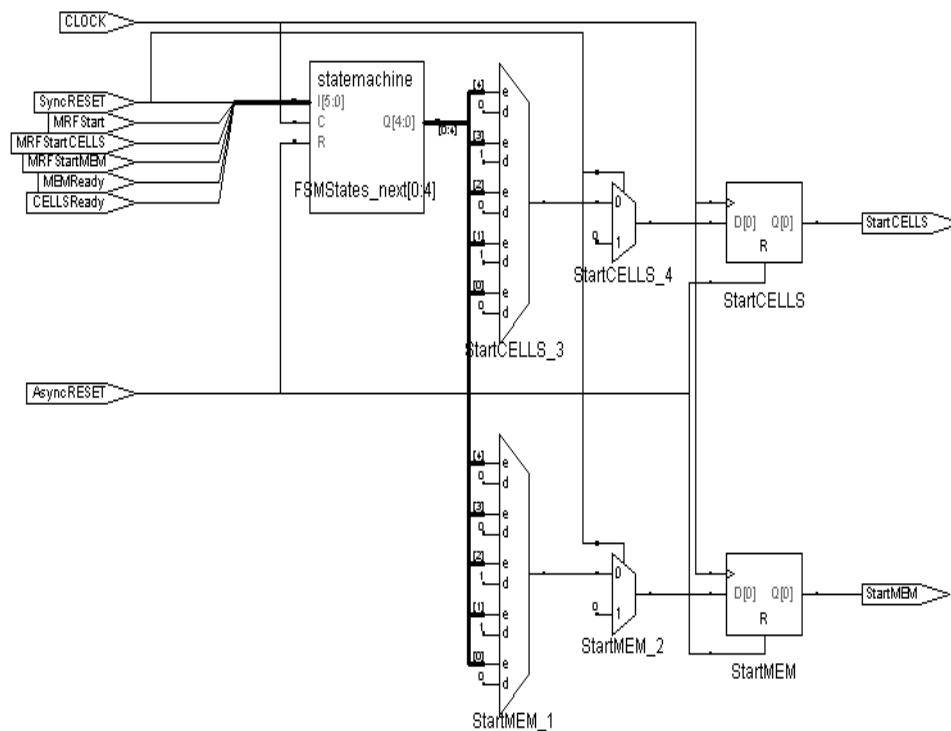 CLOCK
SyncRESET
MRFStart
MRFStartCELLS
MRFStartMEM
MEMReady
CELLSReady
AsyncRESET
statemachine
I[5:0]
C
R
Q[4:0]
[0:4]
FSMStates_next[0:4]
[4] e
0 d
[3] e
1 d
[2] e
0 d
[1] e
1 d
[0] e
0 d
StartCELLS_3
0
0 1
StartCELLS_4
D[0] Q[0]
R
StartCELLS
StartCELLS
[4] e
0 d
[3] e
0 d
[2] e
1 d
[1] e
1 d
[0] e
0 d
StartMEM_1
0
0 1
StartMEM_2
D[0] Q[0]
R
StartMEM
StartMEM